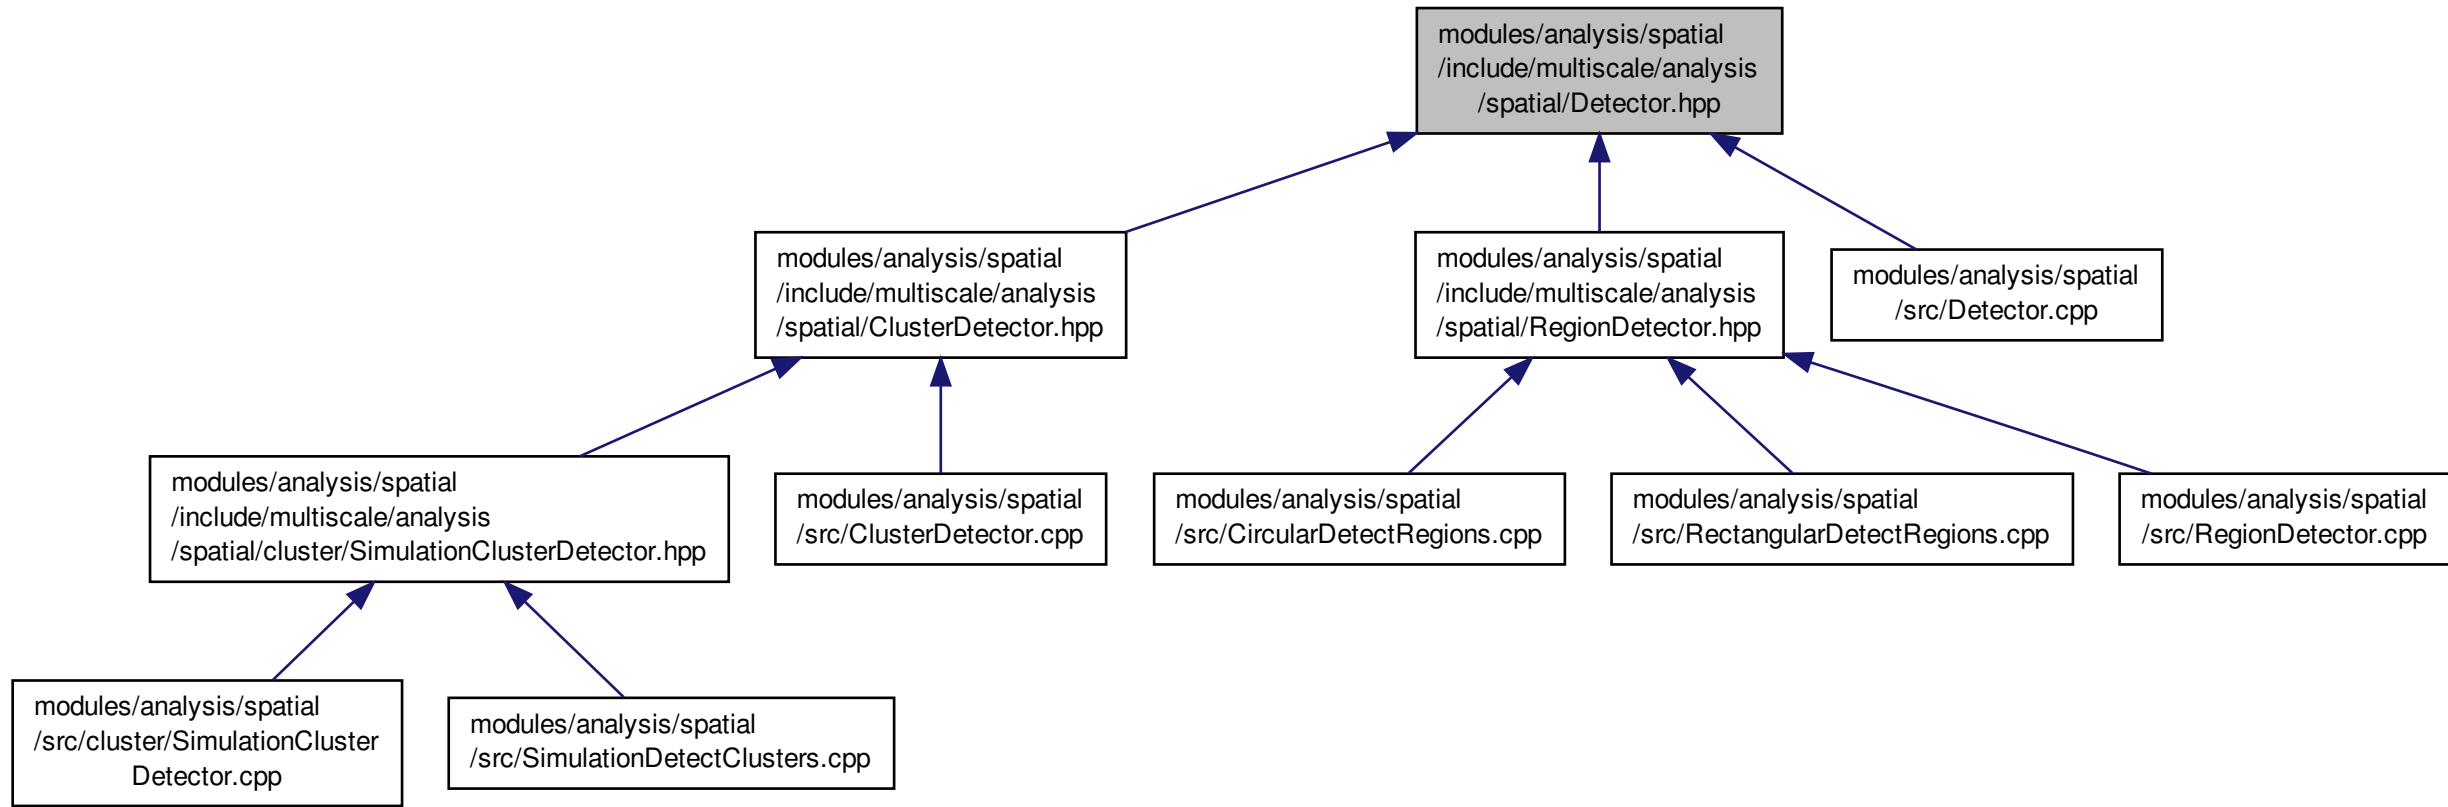 modules/analysis/spatial
/include/multiscale/analysis
/spatial/Detector.hpp
modules/analysis/spatial
/include/multiscale/analysis
/spatial/ClusterDetector.hpp
modules/analysis/spatial
/include/multiscale/analysis
/spatial/RegionDetector.hpp
modules/analysis/spatial
/src/Detector.cpp
modules/analysis/spatial
/include/multiscale/analysis
/spatial/cluster/SimulationClusterDetector.hpp
modules/analysis/spatial
/src/ClusterDetector.cpp
modules/analysis/spatial
/src/CircularDetectRegions.cpp
modules/analysis/spatial
/src/RectangularDetectRegions.cpp
modules/analysis/spatial
/src/RegionDetector.cpp
modules/analysis/spatial
/src/cluster/SimulationCluster
Detector.cpp
modules/analysis/spatial
/src/SimulationDetectClusters.cpp